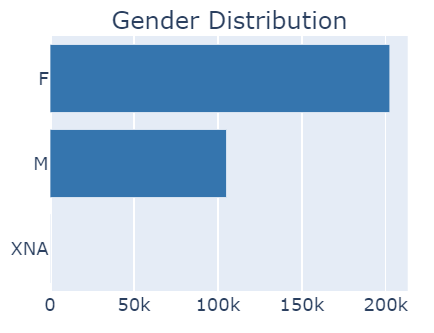 Gender Distribution
F
M
XNA
0 50k 100k 150k 200k